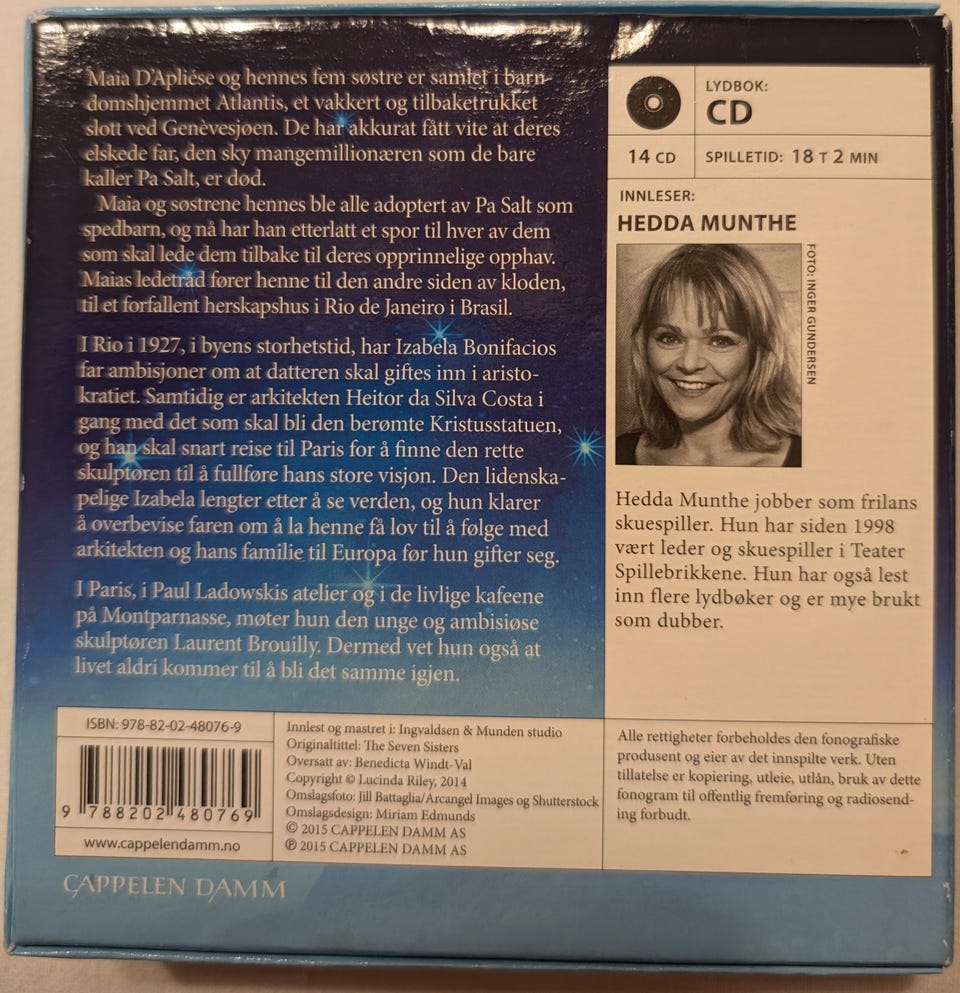 Maia D'Aplièse og hennes fem søstre er samlet i barn-
domshjemmet Atlantis, et vakkert og tilbaketrukket
slott ved Genèvesjøen. De har akkurat fått vite at deres
elskede far, den sky mangemillionæren som de bare
kaller Pa Salt, er død.
Maia og søstrene hennes ble alle adoptert av Pa Salt som
spedbarn, og nå har han etterlatt et spor til hver av dem
som skal lede dem tilbake til deres opprinnelige opphav.
Maias ledetråd fører henne til den andre siden av kloden,
til et forfallent herskapshus i Rio de Janeiro i Brasil.
I Rio i 1927, i byens storhetstid, har Izabela Bonifacios
far ambisjoner om at datteren skal giftes inn i aristo-
kratiet. Samtidig er arkitekten Heitor da Silva Costa i
gang med det som skal bli den berømte Kristusstatuen,
og han skal snart reise til Paris for å finne den rette
skulptøren til å fullføre hans store visjon. Den lidenska-
pelige Izabela lengter etter å se verden, og hun klarer
å overbevise faren om å la henne få lov til å følge med
arkitekten og hans familie til Europa før hun gifter seg.
I Paris, i Paul Ladowskis atelier og i de livlige kafeene
på Montparnasse, møter hun den unge og ambisiøse
skulptøren Laurent Brouilly. Dermed vet hun også at
livet aldri kommer til å bli det samme igjen.
LYDBOK:
CD
14 CD
SPILLETID: 18 T 2 MIN
INNLESER:
HEDDA MUNTHE
FOTO: INGER GUNDERSEN
Hedda Munthe jobber som frilans
skuespiller. Hun har siden 1998
vært leder og skuespiller i Teater
Spillebrikkene. Hun har også lest
inn flere lydbøker og er mye brukt
som dubber.
ISBN: 978-82-02-48076-9
9 788202 480769
www.cappelendamm.no
Innlest og mastret i: Ingvaldsen & Munden studio
Originaltittel: The Seven Sisters
Oversatt av: Benedicta Windt-Val
Copyright © Lucinda Riley, 2014
Omslagsfoto: Jill Battaglia/Arcangel Images og Shutterstock
Omslagsdesign: Miriam Edmunds
© 2015 CAPPELEN DAMM AS
℗ 2015 CAPPELEN DAMM AS
Alle rettigheter forbeholdes den fonografiske
produsent og eier av det innspilte verk. Uten
tillatelse er kopiering, utleie, utlån, bruk av dette
fonogram til offentlig fremføring og radiosend-
ing forbudt.
CAPPELEN DAMM